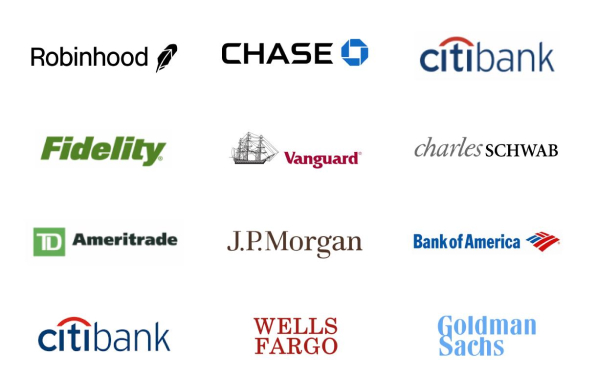 Robinhood
CHASE
citibank
Fidelity
Vanguard
charles SCHWAB
TD Ameritrade
J.P.Morgan
Bank of America
citibank
WELLS
FARGO
Goldman
Sachs